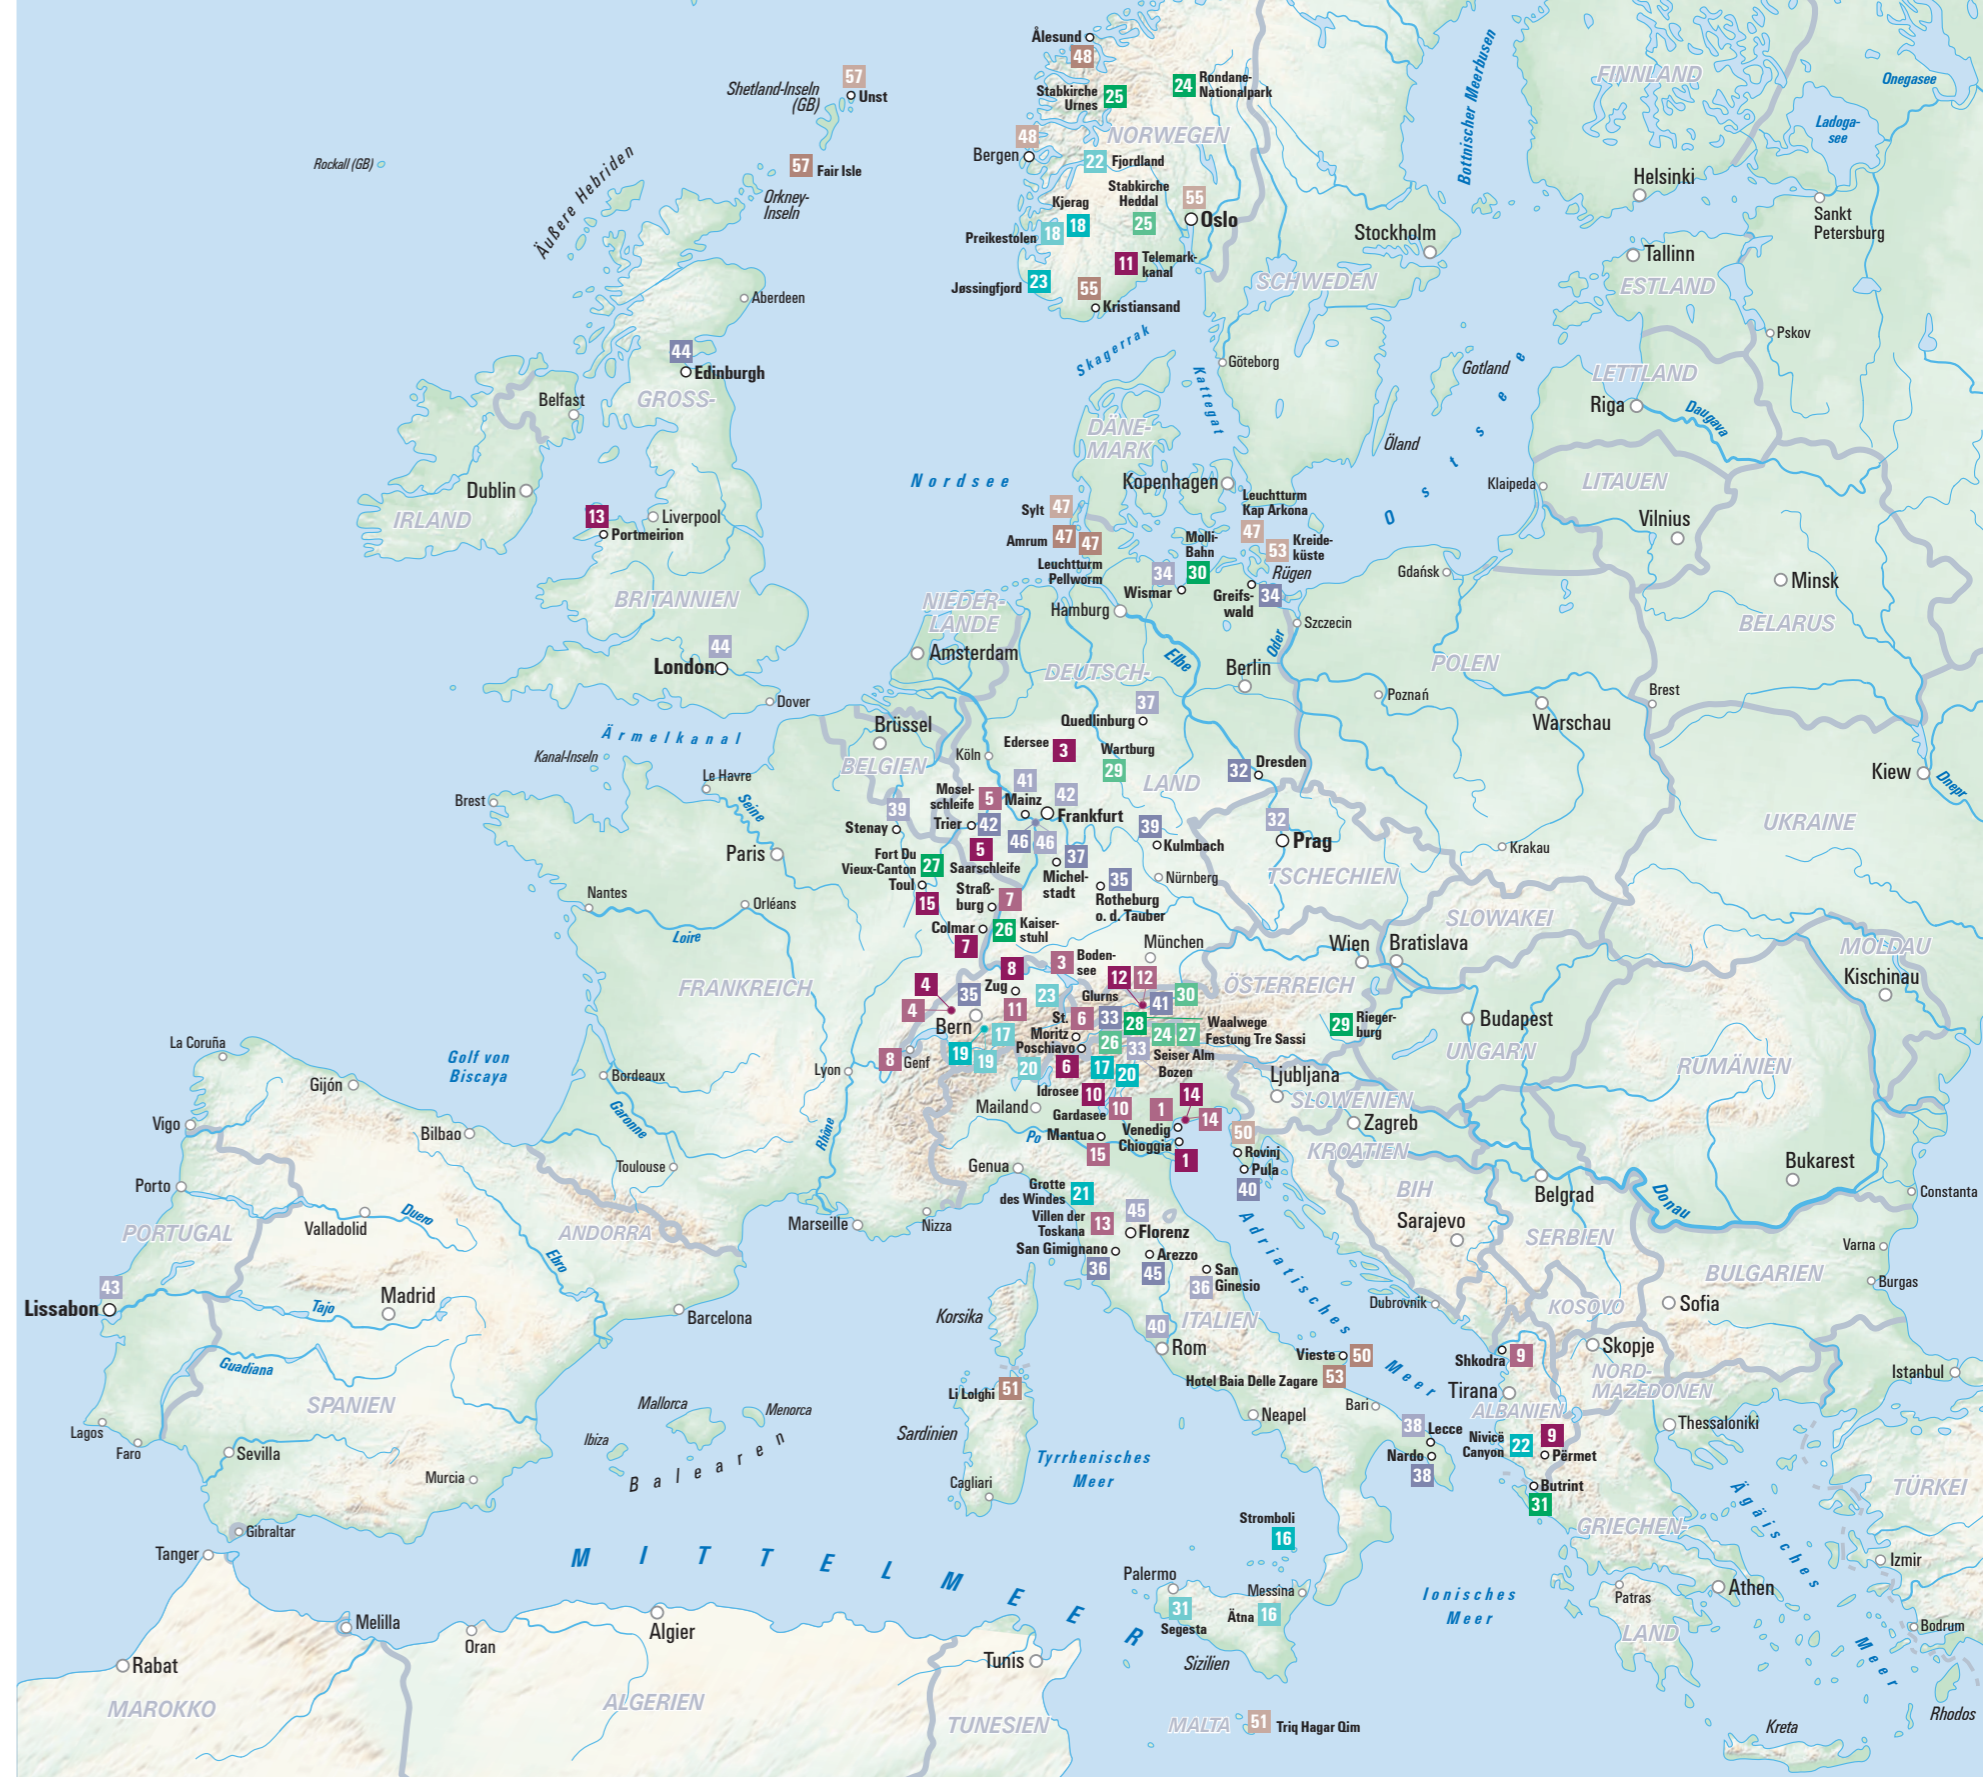 Ålesund
48
Shetland-Inseln
(GB)
57
Unst
Stabkirche
Urnes
25
24
Rondane-
Nationalpark
FINNLAND
Onegasee
Bottnischer Meerbusen
Ladoga-
see
NORWEGEN
48
Bergen
22
Fjordland
Rockall (GB)
Äußere Hebriden
57
Fair Isle
Orkney-
Inseln
Stabkirche
Heddal
25
55
Oslo
Kjerag
18
Preikestolen
18
Helsinki
Sankt
Petersburg
Stockholm
Tallinn
ESTLAND
11
Telemark-
kanal
Jøssingfjord
23
55
Kristiansand
SCHWEDEN
Aberdeen
Pskov
Skagerrak
44
Edinburgh
GROSS-
Belfast
Göteborg
Kattegat
Gotland
LETTLAND
Riga
Daugava
DÄNE-
MARK
Öland
Ostsee
Nordsee
Kopenhagen
Klaipeda
LITAUEN
Vilnius
Dublin
IRLAND
13
Portmeirion
Liverpool
Sylt
47
Amrum
47
47
Leuchtturm
Pellworm
Leuchtturm
Kap Arkona
47
53
Kreide-
küste
Rügen
Molli-
Bahn
34
30
Wismar
Greifs-
wald
34
Gdańsk
Minsk
BRITANNIEN
NIEDER-
LANDE
Hamburg
Szczecin
BELARUS
44
London
Dover
Amsterdam
DEUTSCH-
Elbe
Oder
Berlin
POLEN
Poznań
Brest
Warschau
Ärmelkanal
Kanal-Inseln
Brüssel
BELGIEN
Köln
37
Quedlinburg
Edersee
3
Wartburg
29
32
Dresden
LAND
Kiew
Dnepr
Le Havre
Seine
Brest
Mosel-
schleife
5
41
Mainz
42
Frankfurt
39
Stenay
Trier
42
46
46
39
Kulmbach
32
Prag
Krakau
UKRAINE
Paris
Fort Du
Vieux-Canton
27
Toul
15
5
Saarschleife
37
Michel-
stadt
35
Rotheburg
o. d. Tauber
Nürnberg
TSCHECHIEN
Nantes
Orléans
Straß-
burg
7
SLOWAKEI
Loire
Colmar
7
26
Kaiser-
stuhl
München
Wien
Bratislava
MOLDAU
Kischinau
FRANKREICH
4
4
8
Zug
35
Bern
11
3
Boden-
see
23
12
12
Glurns
41
30
ÖSTERREICH
St.
Moritz
6
33
28
Waalwege
29
Rieger-
burg
Budapest
17
19
19
20
Poschiavo
6
26
33
24
27
Festung Tre Sassi
Seiser Alm
Bozen
17
20
UNGARN
RUMÄNIEN
La Coruña
Golf von
Biscaya
Gijón
Bordeaux
Garonne
Lyon
8
Genf
Rhône
Mailand
Idrosee
10
Gardasee
10
1
14
14
Venedig
Chioggia
1
Ljubljana
SLOWENIEN
Zagreb
Vigo
Bilbao
Toulouse
Po
Mantua
15
50
Rovinj
Pula
40
KROATIEN
Bukarest
Porto
Genua
BIH
Belgrad
Donau
Constanta
PORTUGAL
Valladolid
Duero
ANDORRA
Marseille
Nizza
Grotte
des Windes
21
Villen der
Toskana
13
45
Florenz
Adriatisches Meer
Sarajevo
SERBIEN
Varna
Ebro
San Gimignano
36
Arezzo
45
San
Ginesio
36
BULGARIEN
Burgas
43
Lissabon
Tajo
Madrid
Barcelona
Korsika
40
ITALIEN
Rom
Dubrovnik
KOSOVO
Sofia
Skopje
Guadiana
SPANIEN
Vieste
50
Hotel Baia Delle Zagare
53
Shkodra
9
Tirana
NORD-
MAZEDONEN
Istanbul
Li Lolghi
51
Mallorca
Menorca
Ibiza
Balearen
Lagos
Faro
Sevilla
Murcia
Sardinien
Cagliari
Tyrrhenisches
Meer
Neapel
Bari
38
Lecce
Nardo
38
ALBANIEN
Nivicë
Canyon
22
9
Përmet
Thessaloniki
Butrint
31
GRIECHEN-
Ägäisches Meer
TÜRKEI
Gibraltar
Tanger
MITTELMEER
Stromboli
16
Izmir
Palermo
31
Segesta
Messina
Ätna
16
Sizilien
Ionisches
Meer
Patras
Athen
LAND
Bodrum
Melilla
Oran
Algier
Tunis
Rabat
MAROKKO
ALGERIEN
TUNESIEN
MALTA
51
Triq Hagar Qim
Kreta
Rhodos